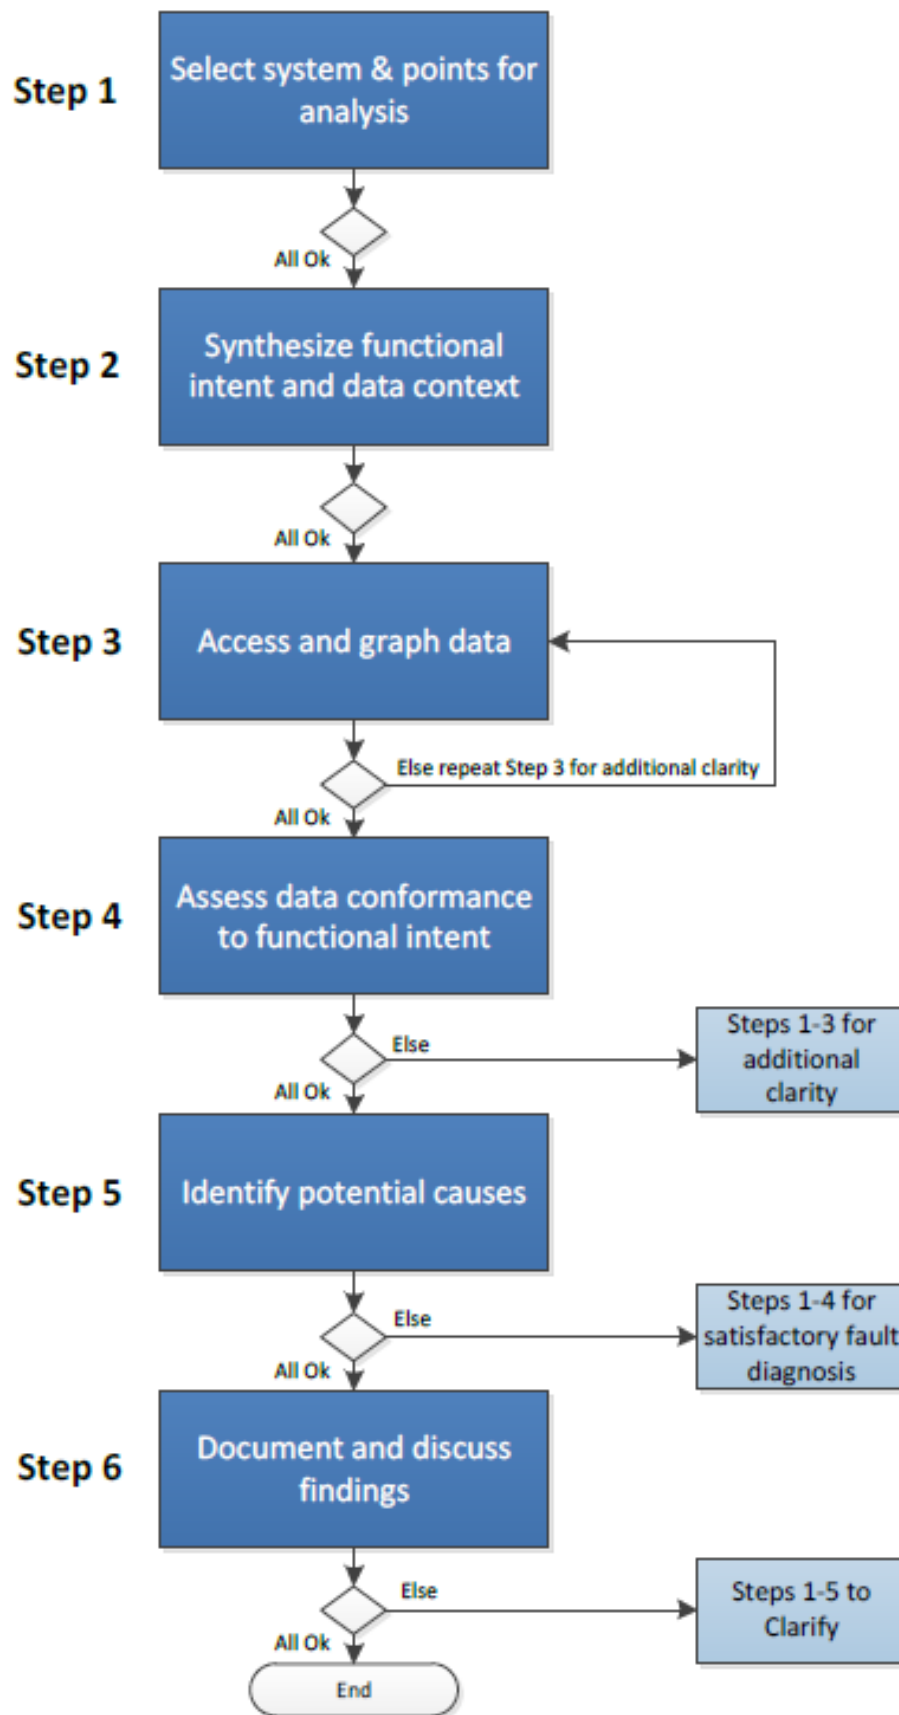 Step 1
Select system & points for
analysis
All Ok
Step 2
Synthesize functional
intent and data context
All Ok
Step 3
Access and graph data
Else repeat Step 3 for additional clarity
All Ok
Step 4
Assess data conformance
to functional intent
Else
Steps 1-3 for
additional
clarity
All Ok
Step 5
Identify potential causes
Else
Steps 1-4 for
satisfactory fault
diagnosis
All Ok
Step 6
Document and discuss
findings
Else
Steps 1-5 to
Clarify
All Ok
End